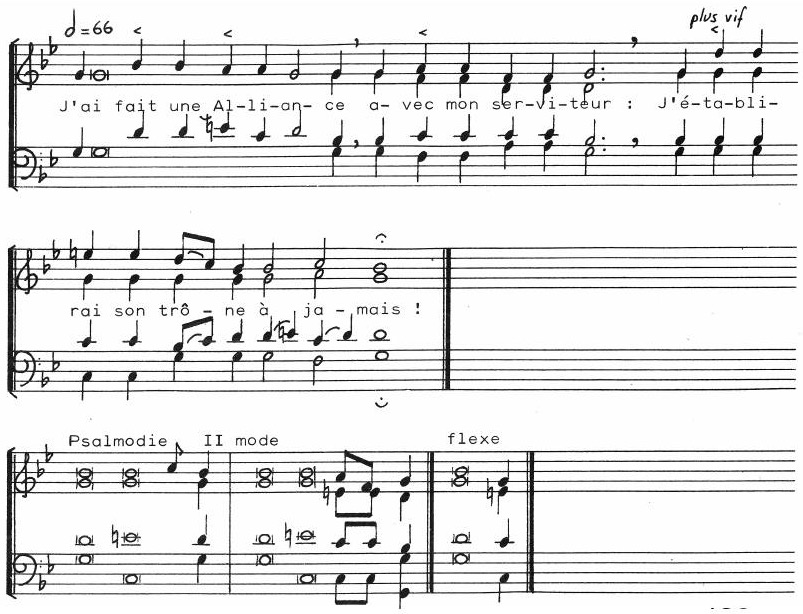 𝅗𝅥=66
plus vif
J'ai fait une Al-li-an- ce a- vec mon ser-vi-teur : J'é-ta-bli-
rai son trô - ne à ja - mais !
Psalmodie II mode flexe